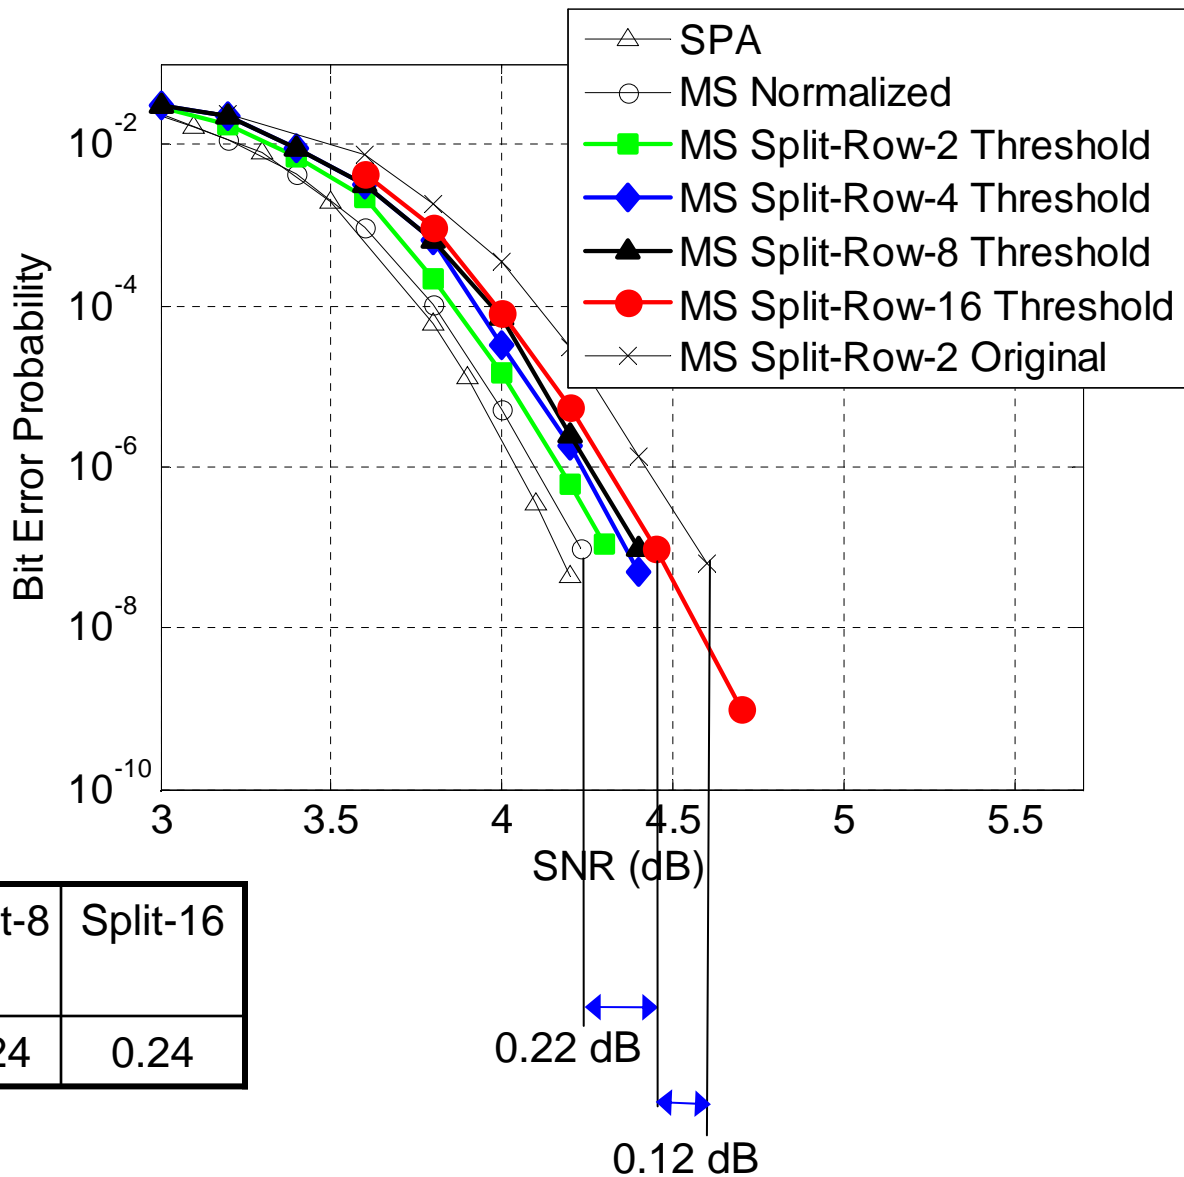 SPA
MS Normalized
MS Split-Row-2 Threshold
MS Split-Row-4 Threshold
MS Split-Row-8 Threshold
MS Split-Row-16 Threshold
MS Split-Row-2 Original
10^-2
10^-4
10^-6
10^-8
10^-10
Bit Error Probability
3 3.5 4 4.5 5 5.5
SNR (dB)
t-8 Split-16
24 0.24
0.22 dB
0.12 dB